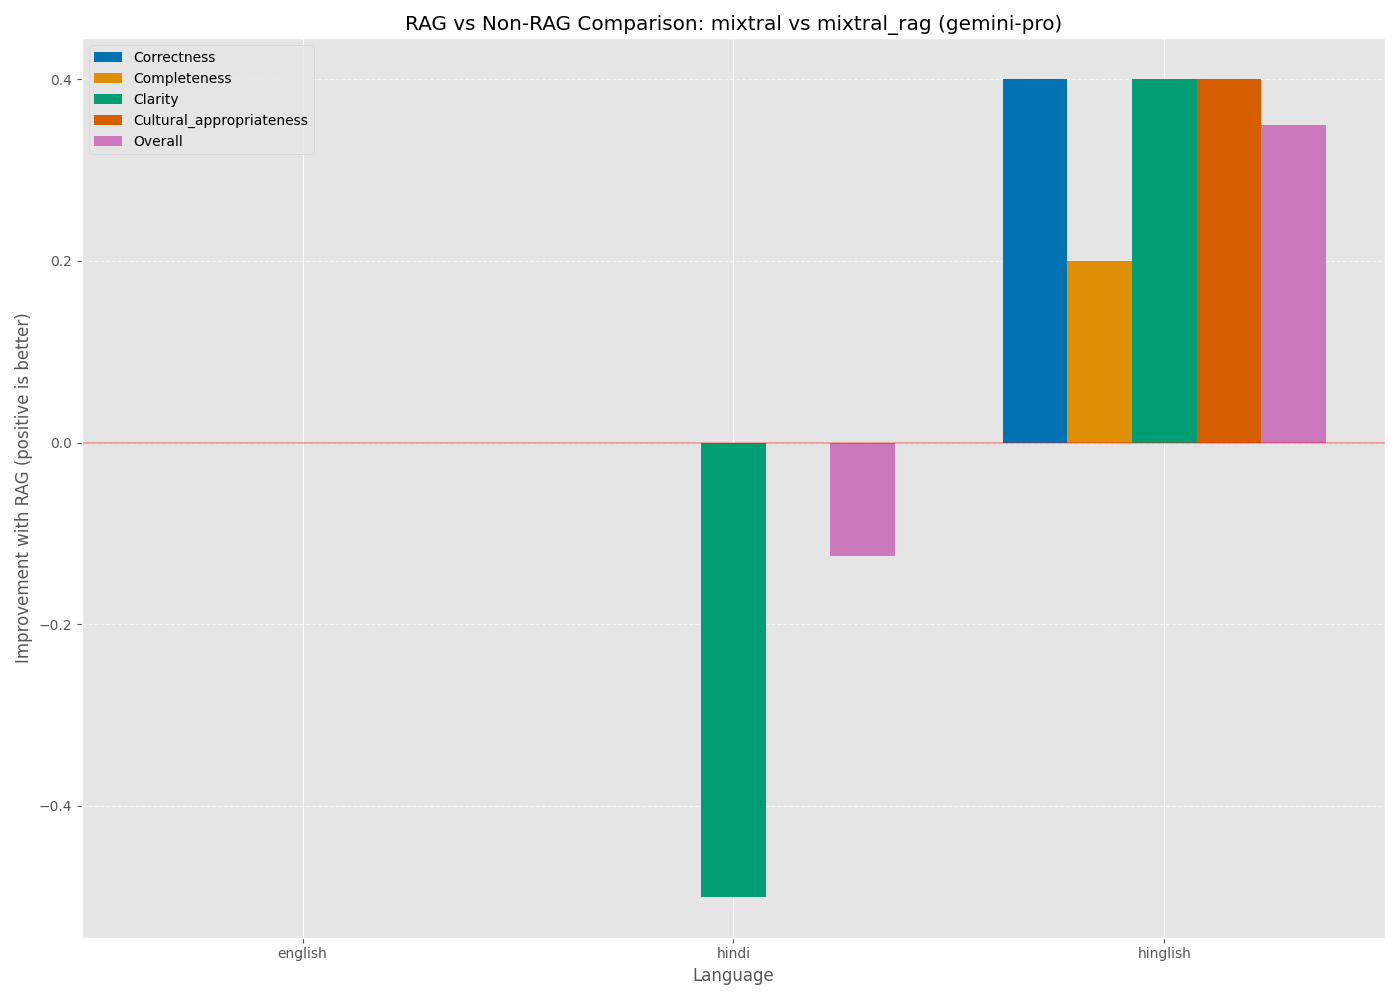 RAG vs Non-RAG Comparison: mixtral vs mixtral_rag (gemini-pro)
Correctness
Completeness
Clarity
Cultural_appropriateness
Overall
Improvement with RAG (positive is better)
0.4
0.2
0.0
−0.2
−0.4
english
hindi
hinglish
Language